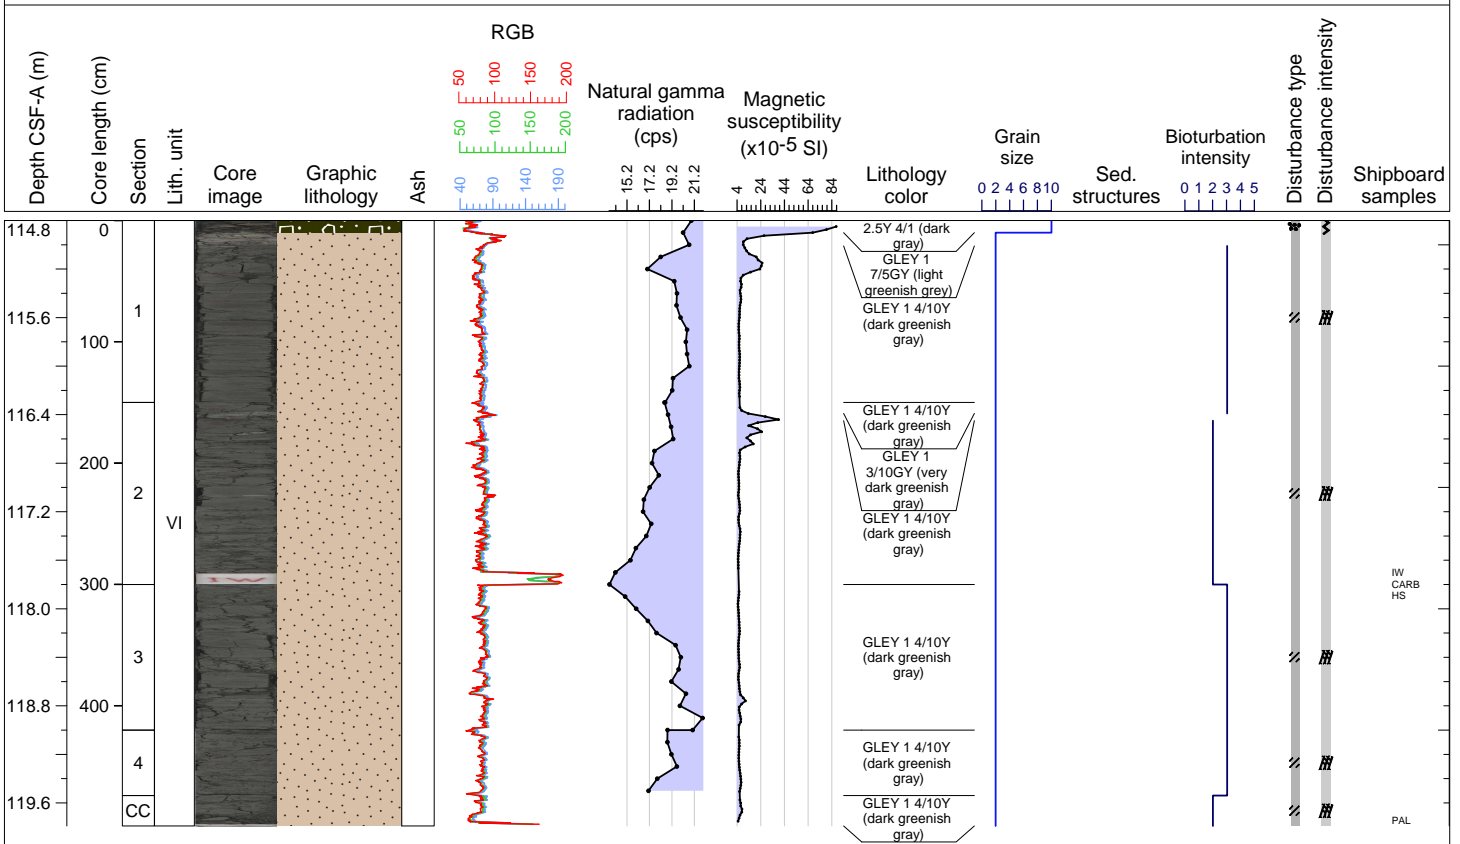 Depth CSF-A (m)
Core length (cm)
Section
Lith. unit
Core
image
Graphic
lithology
Ash
RGB
50 100 150 200
50 100 150 200
40 90 140 190
Natural gamma
radiation
(cps)
15.2 17.2 19.2 21.2
Magnetic
susceptibility
(x10-5 SI)
4 24 44 64 84
Lithology
color
Grain
size
0 2 4 6 8 10
Sed.
structures
Bioturbation
intensity
0 1 2 3 4 5
Disturbance type
Disturbance intensity
Shipboard
samples
114.8
115.6
116.4
117.2
118.0
118.8
119.6
0
100
200
300
400
1
2
3
4
CC
VI
2.5Y 4/1 (dark
gray)
GLEY 1
7/5GY (light
greenish grey)
GLEY 1 4/10Y
(dark greenish
gray)
GLEY 1 4/10Y
(dark greenish
gray)
GLEY 1
3/10GY (very
dark greenish
gray)
GLEY 1 4/10Y
(dark greenish
gray)
GLEY 1 4/10Y
(dark greenish
gray)
GLEY 1 4/10Y
(dark greenish
gray)
GLEY 1 4/10Y
(dark greenish
gray)
IW
CARB
HS
PAL